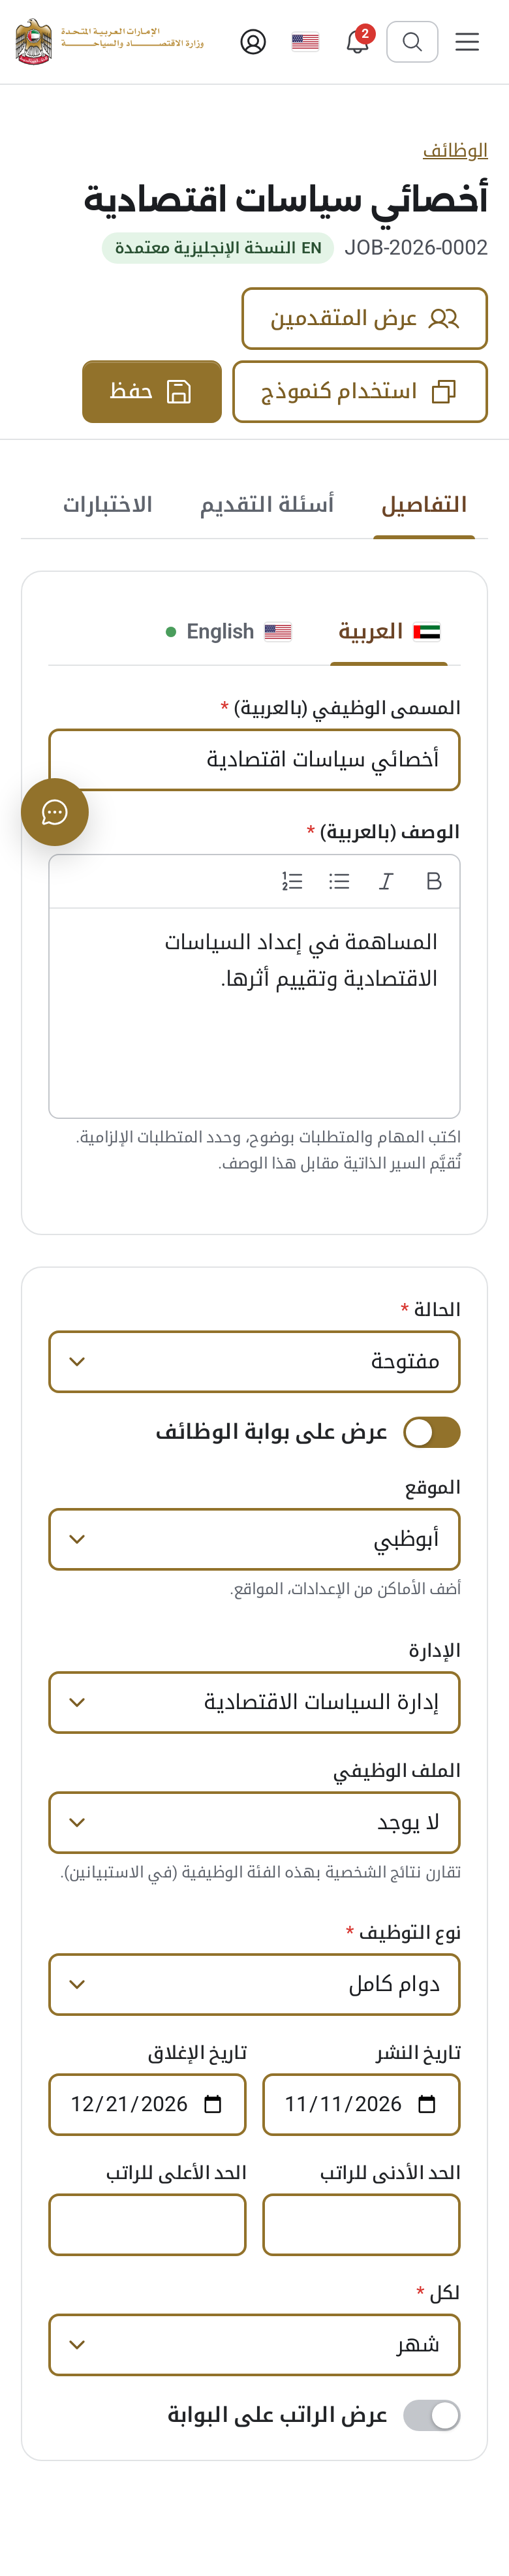 الإمارات العربية المتحدة
وزارة الاقتصاد والسياحة
2
الوظائف
أخصائي سياسات اقتصادية
JOB-2026-0002
EN النسخة الإنجليزية معتمدة
عرض المتقدمين
استخدام كنموذج
حفظ
التفاصيل
أسئلة التقديم
الاختبارات
العربية
English
المسمى الوظيفي (بالعربية) *
أخصائي سياسات اقتصادية
الوصف (بالعربية) *
المساهمة في إعداد السياسات
الاقتصادية وتقييم أثرها.
اكتب المهام والمتطلبات بوضوح، وحدد المتطلبات الإلزامية.
تُقيَّم السير الذاتية مقابل هذا الوصف.
الحالة *
مفتوحة
عرض على بوابة الوظائف
الموقع
أبوظبي
أضف الأماكن من الإعدادات، المواقع.
الإدارة
إدارة السياسات الاقتصادية
الملف الوظيفي
لا يوجد
تقارن نتائج الشخصية بهذه الفئة الوظيفية (في الاستبيانين).
نوع التوظيف *
دوام كامل
تاريخ النشر
تاريخ الإغلاق
11/11/2026
12/21/2026
الحد الأدنى للراتب
الحد الأعلى للراتب
لكل *
شهر
عرض الراتب على البوابة